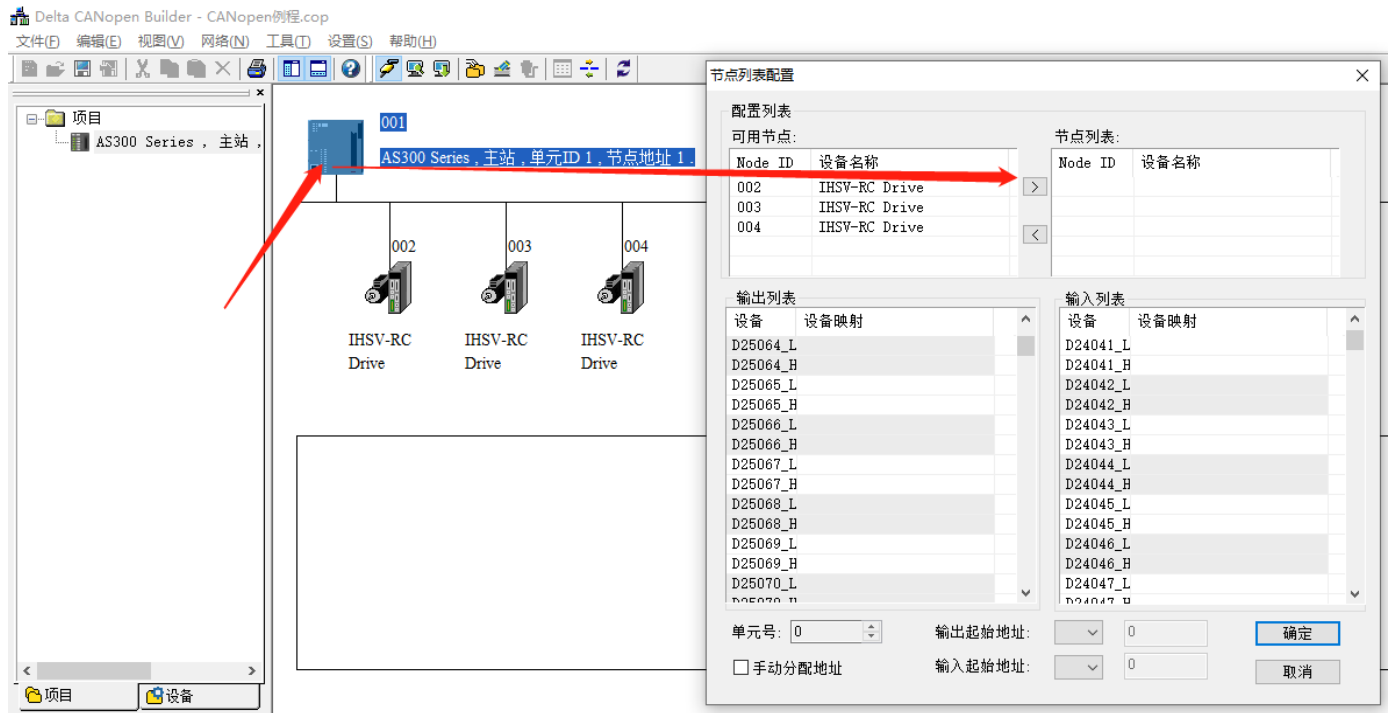 Delta CANopen Builder - CANopen例程.cop
文件(F) 编辑(E) 视图(V) 网络(N) 工具(T) 设置(S) 帮助(H)
项目
AS300 Series , 主站 ,
项目
设备
001
AS300 Series , 主站 , 单元ID 1 , 节点地址 1 .
002 003 004
IHSV-RC Drive
IHSV-RC Drive
IHSV-RC Drive
节点列表配置
配置列表
可用节点:
Node ID 设备名称
002 IHSV-RC Drive
003 IHSV-RC Drive
004 IHSV-RC Drive
>
<
节点列表:
Node ID 设备名称
输出列表
设备 设备映射
D25064_L
D25064_H
D25065_L
D25065_H
D25066_L
D25066_H
D25067_L
D25067_H
D25068_L
D25068_H
D25069_L
D25069_H
D25070_L
D25070_H
输入列表
设备 设备映射
D24041_L
D24041_H
D24042_L
D24042_H
D24043_L
D24043_H
D24044_L
D24044_H
D24045_L
D24045_H
D24046_L
D24046_H
D24047_L
D24047_H
单元号: 0 输出起始地址: 0 确定
手动分配地址 输入起始地址: 0 取消